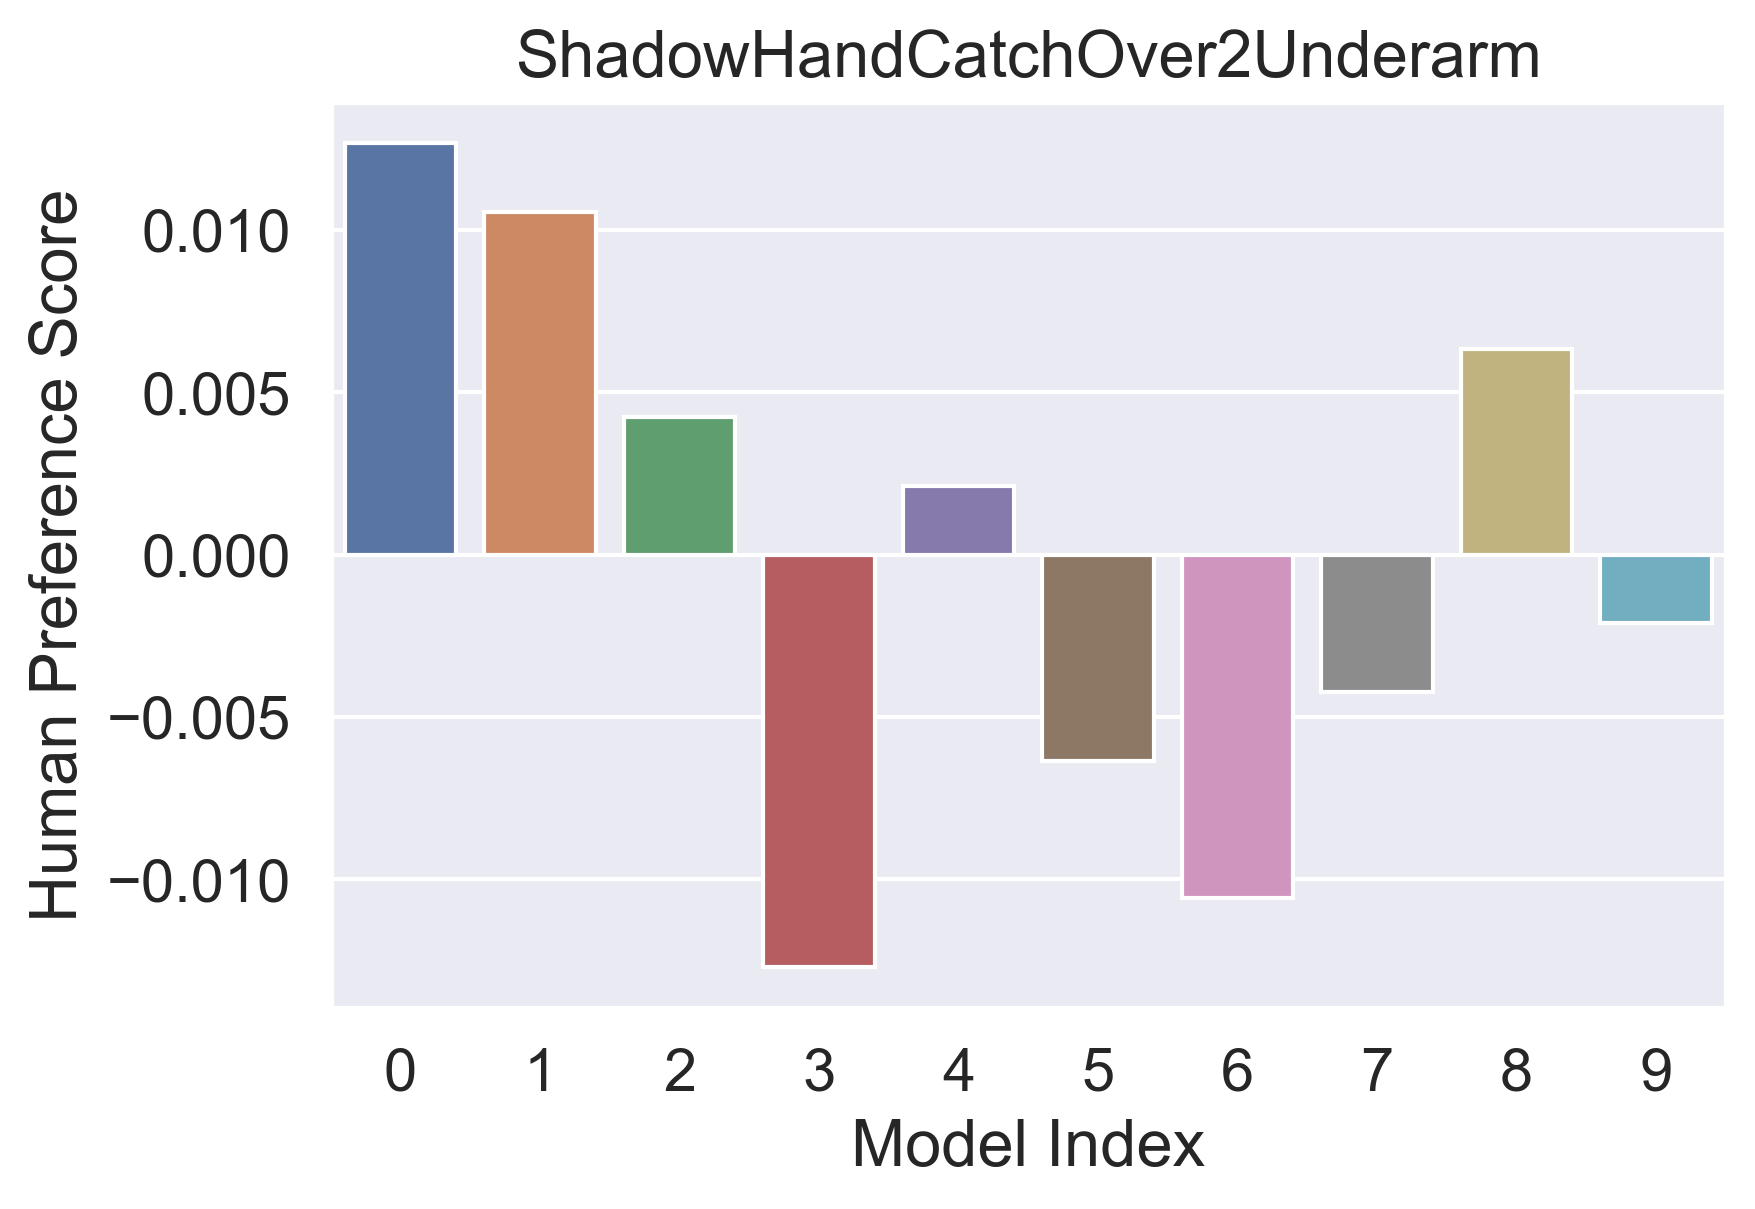 ShadowHandCatchOver2Underarm
Human Preference Score
0.010
0.005
0.000
−0.005
−0.010
0 1 2 3 4 5 6 7 8 9
Model Index